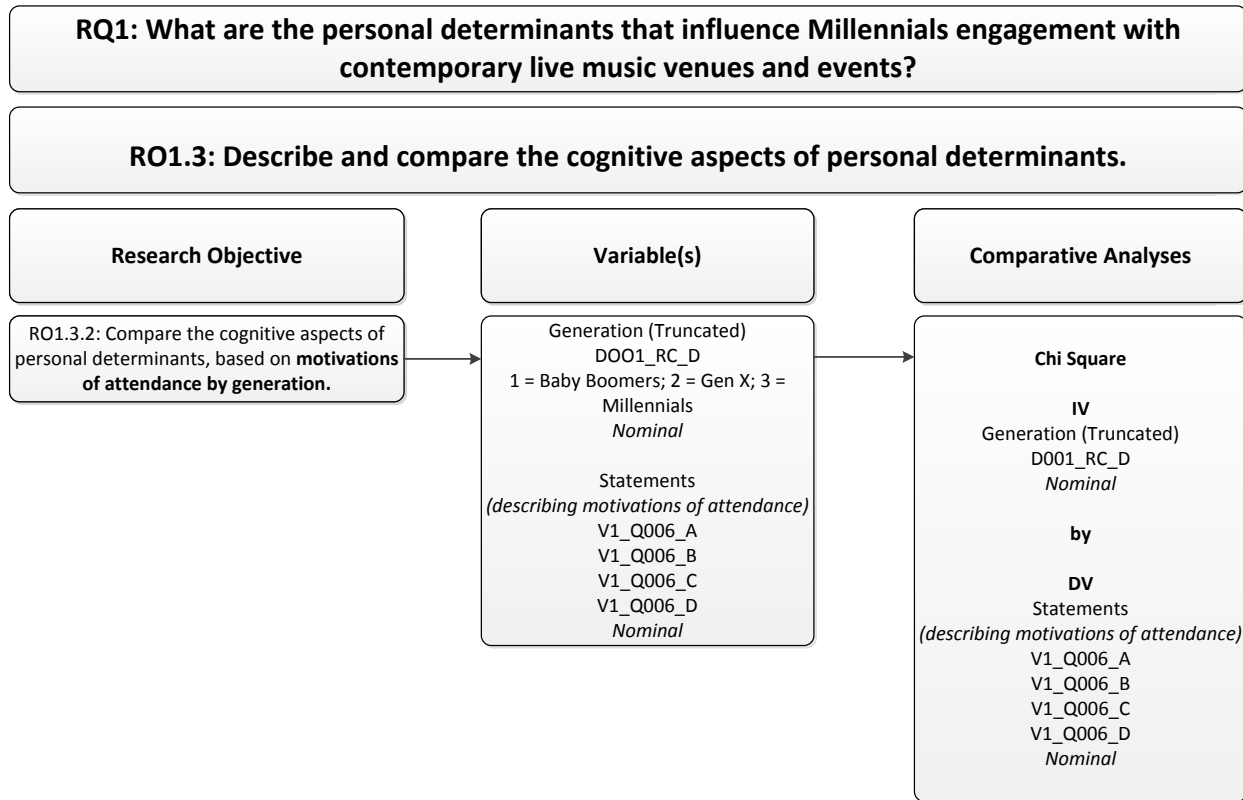 RQ1: What are the personal determinants that influence Millennials engagement with
contemporary live music venues and events?
RO1.3: Describe and compare the cognitive aspects of personal determinants.
Research Objective
Variable(s)
Comparative Analyses
RO1.3.2: Compare the cognitive aspects of
personal determinants, based on motivations
of attendance by generation.
Generation (Truncated)
DOO1_RC_D
1 = Baby Boomers; 2 = Gen X; 3 =
Millennials
Nominal
Statements
(describing motivations of attendance)
V1_Q006_A
V1_Q006_B
V1_Q006_C
V1_Q006_D
Nominal
Chi Square
IV
Generation (Truncated)
D001_RC_D
Nominal
by
DV
Statements
(describing motivations of attendance)
V1_Q006_A
V1_Q006_B
V1_Q006_C
V1_Q006_D
Nominal